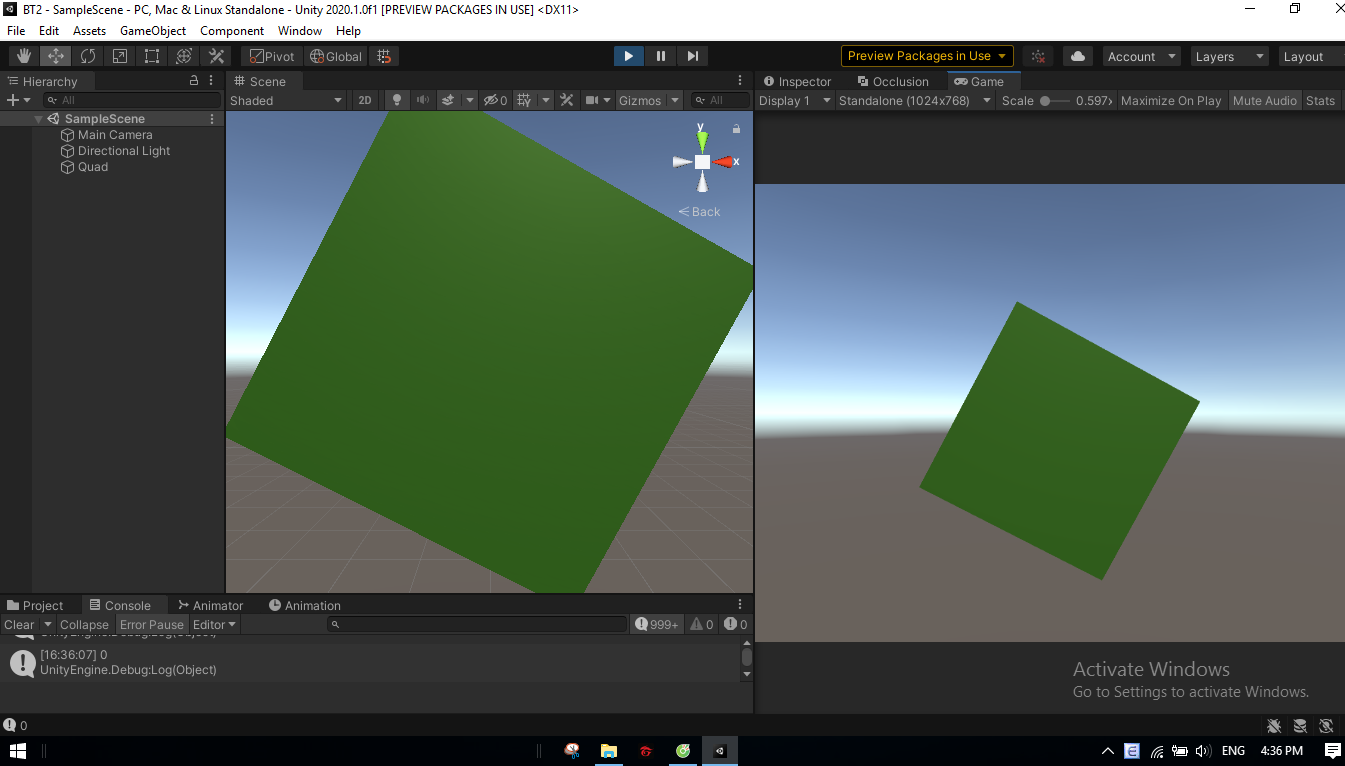 BT2 - SampleScene - PC, Mac & Linux Standalone - Unity 2020.1.0f1 [PREVIEW PACKAGES IN USE] <DX11>
File Edit Assets GameObject Component Window Help
Pivot Global Preview Packages in Use Account Layers Layout
Hierarchy
All
SampleScene
Main Camera
Directional Light
Quad
Scene
Shaded 2D 0 Gizmos All
y
x
Back
Inspector Occlusion Game
Display 1 Standalone (1024x768) Scale 0.597x Maximize On Play Mute Audio Stats
Project Console Animator Animation
Clear Collapse Error Pause Editor 999+ 0 0
UnityEngine.Debug:Log(Object)
[16:36:07] 0
UnityEngine.Debug:Log(Object)
Activate Windows
Go to Settings to activate Windows.
0
E ENG 4:36 PM